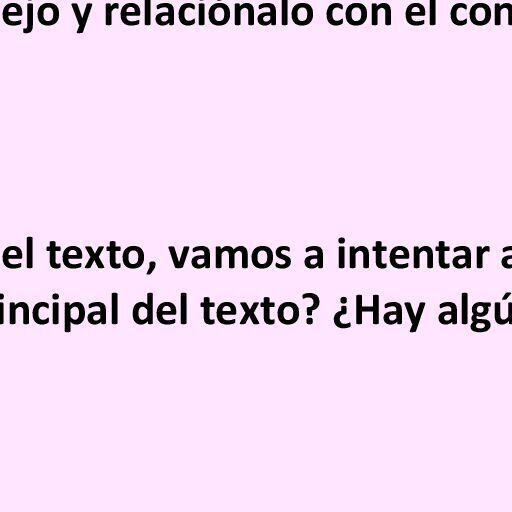 ejo y relaciónalo con el con
el texto, vamos a intentar a
incipal del texto? ¿Hay algú